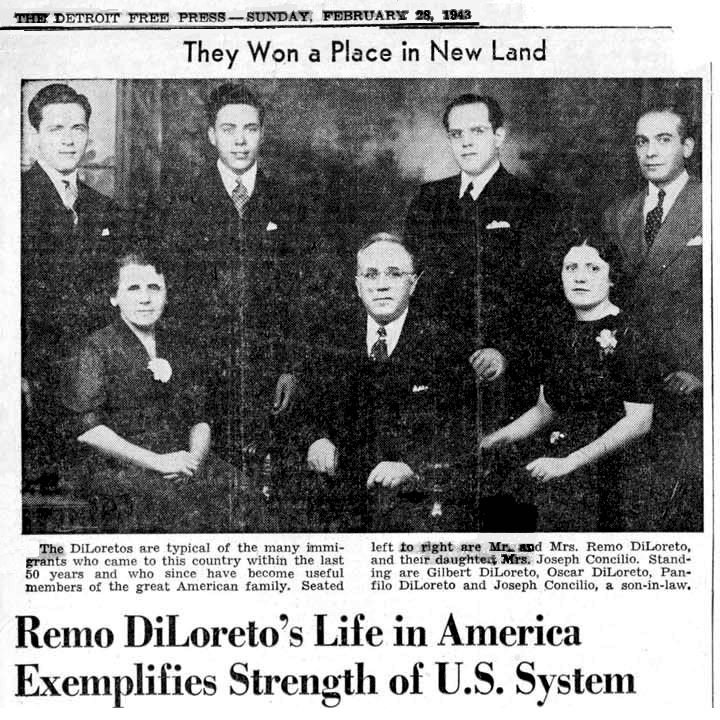 THE DETROIT FREE PRESS—SUNDAY, FEBRUARY 28, 1943
They Won a Place in New Land
The DiLoretos are typical of the many immi-
grants who came to this country within the last
50 years and who since have become useful
members of the great American family. Seated
left to right are Mr. and Mrs. Remo DiLoreto,
and their daughter, Mrs. Joseph Concilio. Stand-
ing are Gilbert DiLoreto, Oscar DiLoreto, Pan-
filo DiLoreto and Joseph Concilio, a son-in-law.
Remo DiLoreto's Life in America
Exemplifies Strength of U.S. System